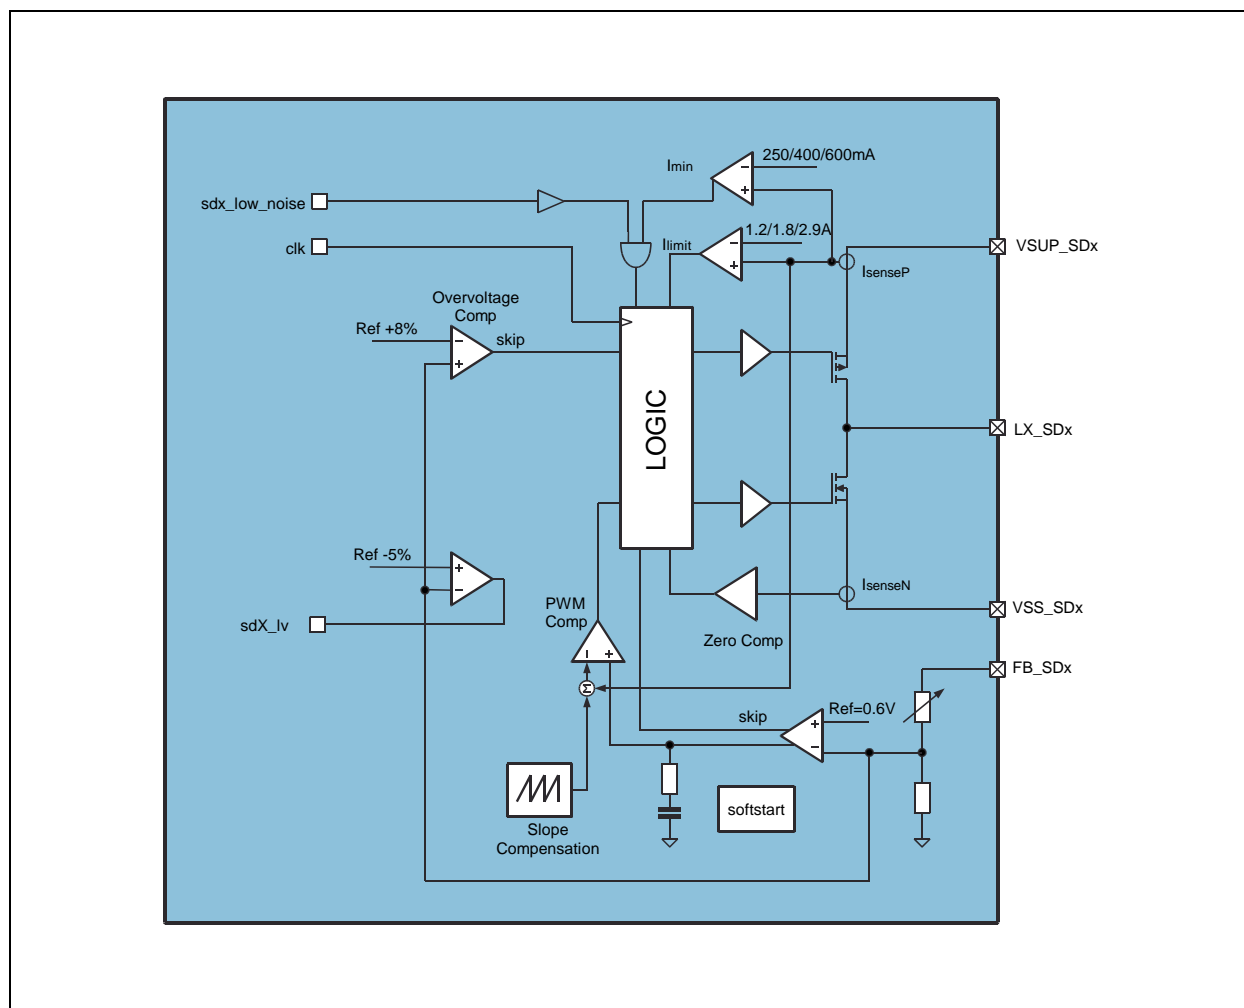 250/400/600mA
Imin
sdx_low_noise
1.2/1.8/2.9A
clk
Ilimit
VSUP_SDx
IsenseP
Overvoltage
Comp
Ref +8%
skip
−
+
−
+
−
+
LOGIC
LX_SDx
Ref -5%
+
−
PWM
Comp
IsenseN
VSS_SDx
sdX_lv
Zero Comp
− +
FB_SDx
Σ
Ref=0.6V
skip
+
−
softstart
Slope
Compensation